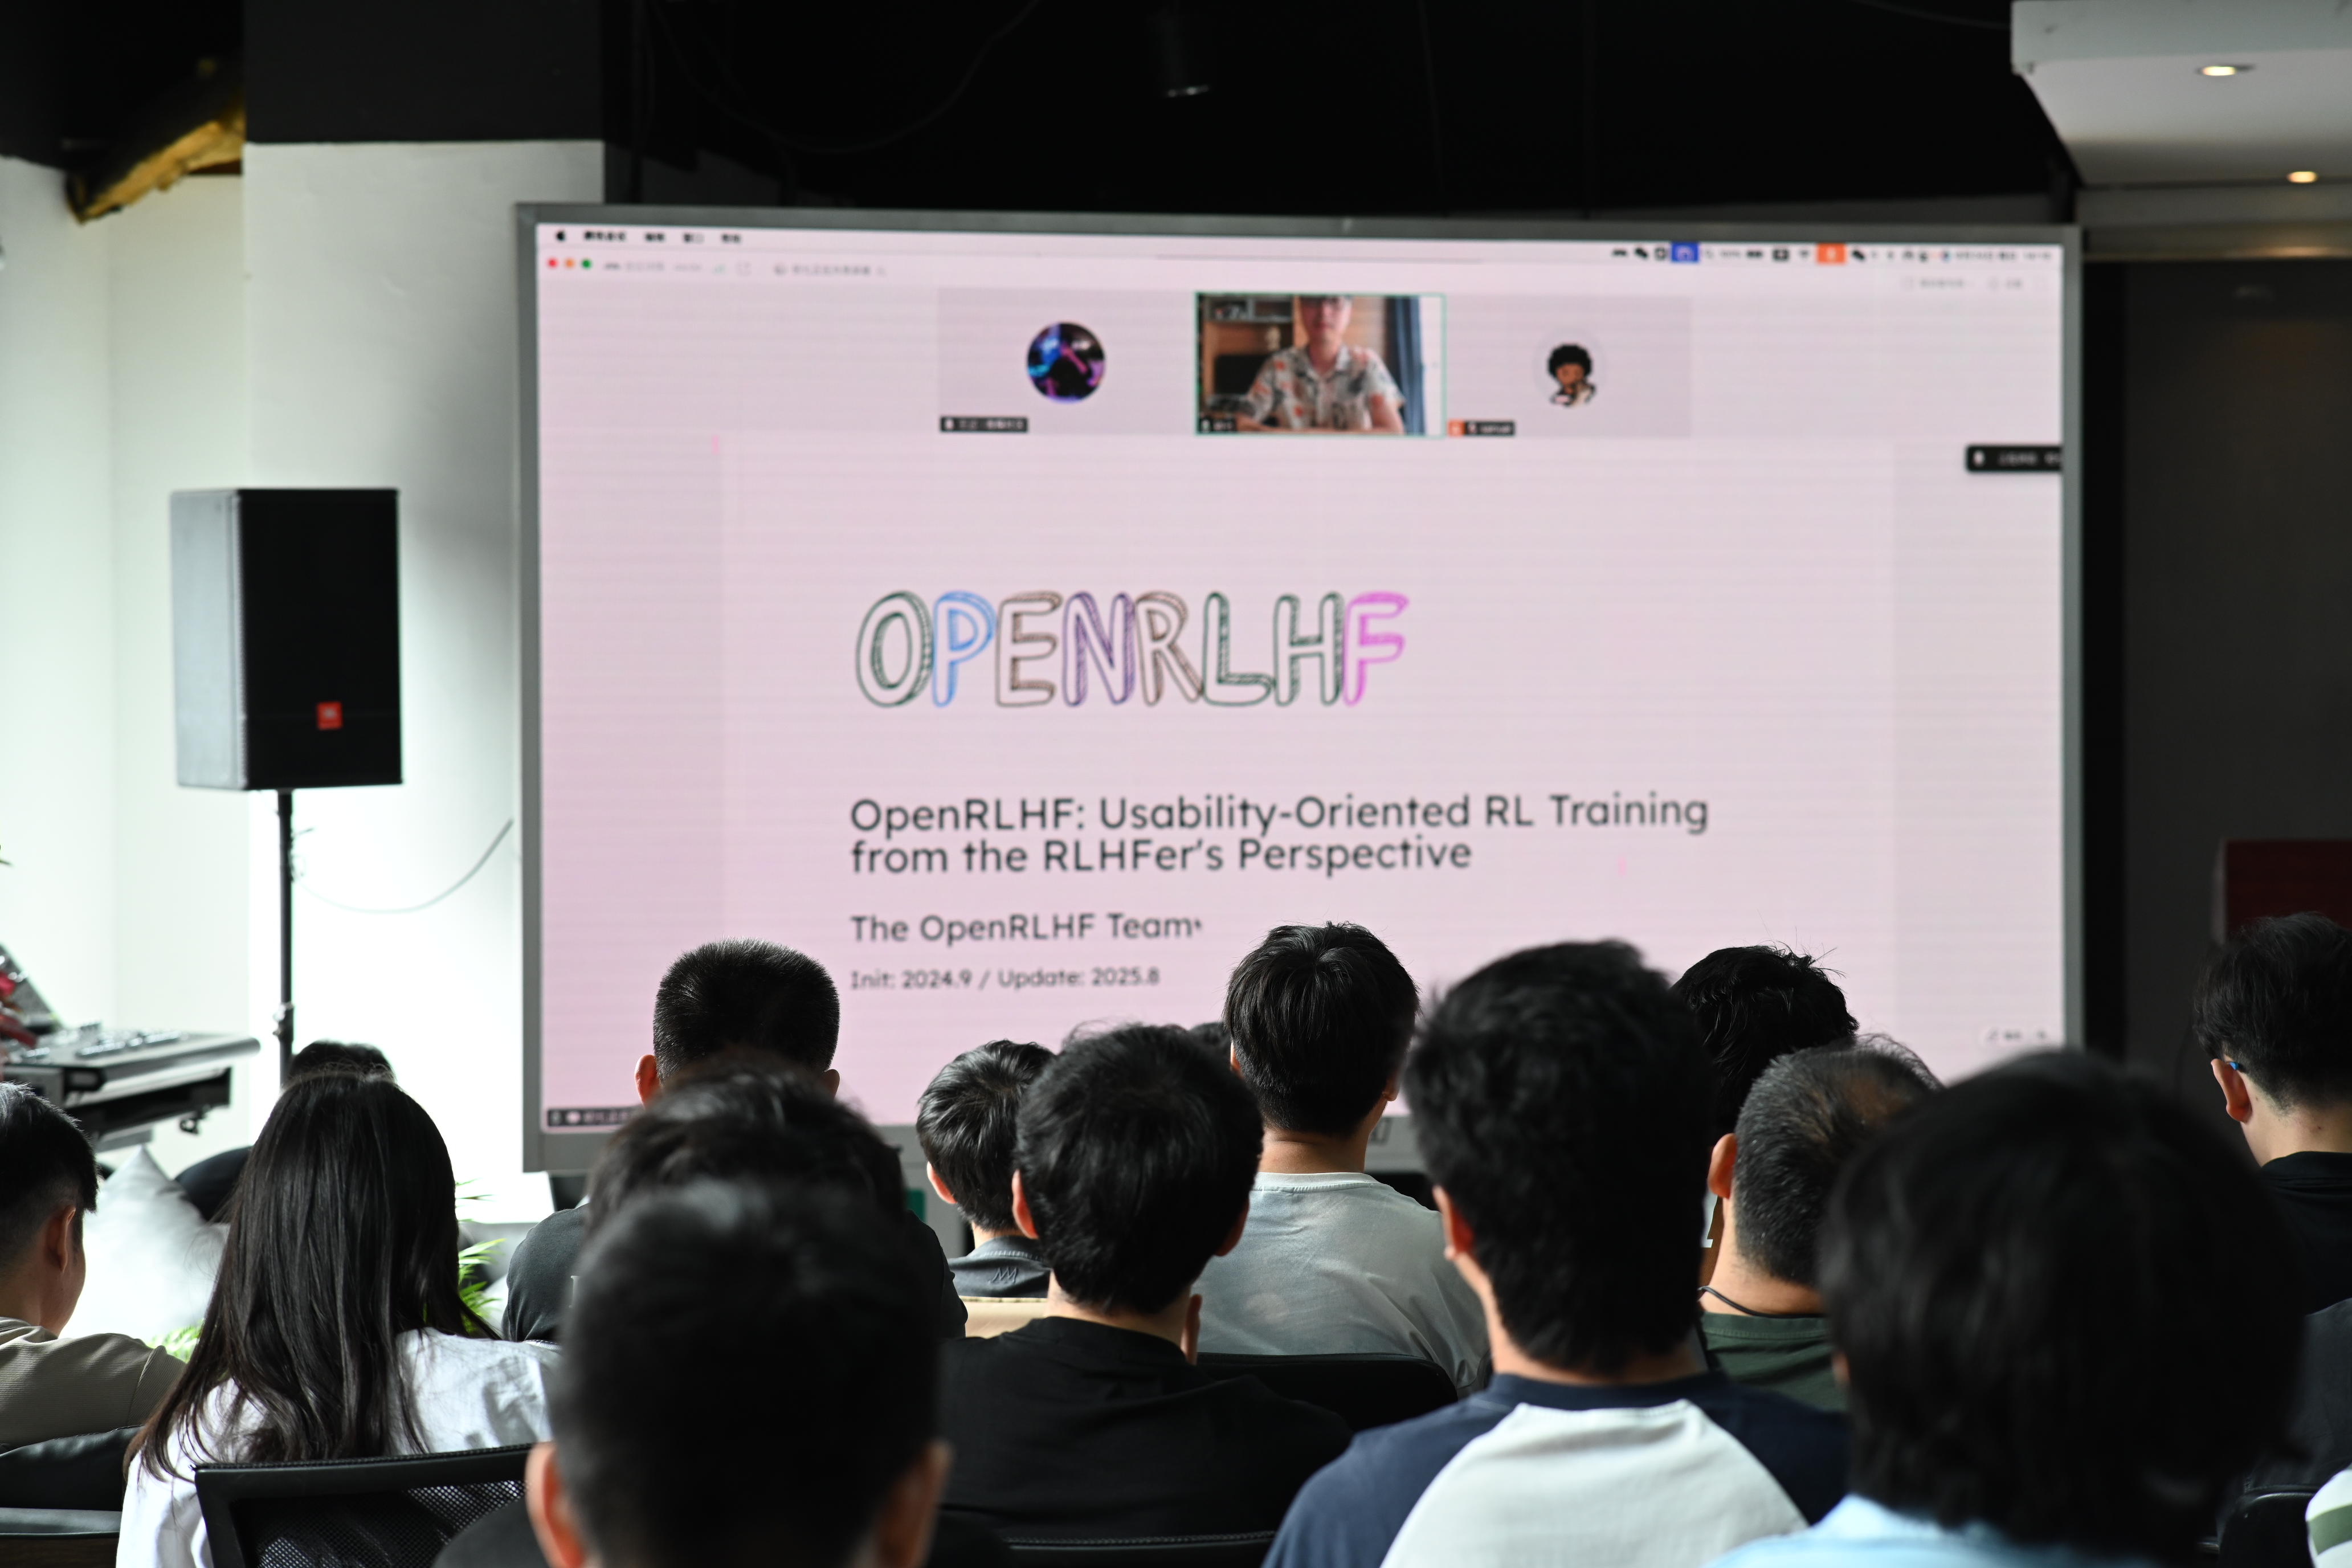 OPENRLHF
OpenRLHF: Usability-Oriented RL Training
from the RLHFer's Perspective
The OpenRLHF Team
Init: 2024.9 / Update: 2025.8